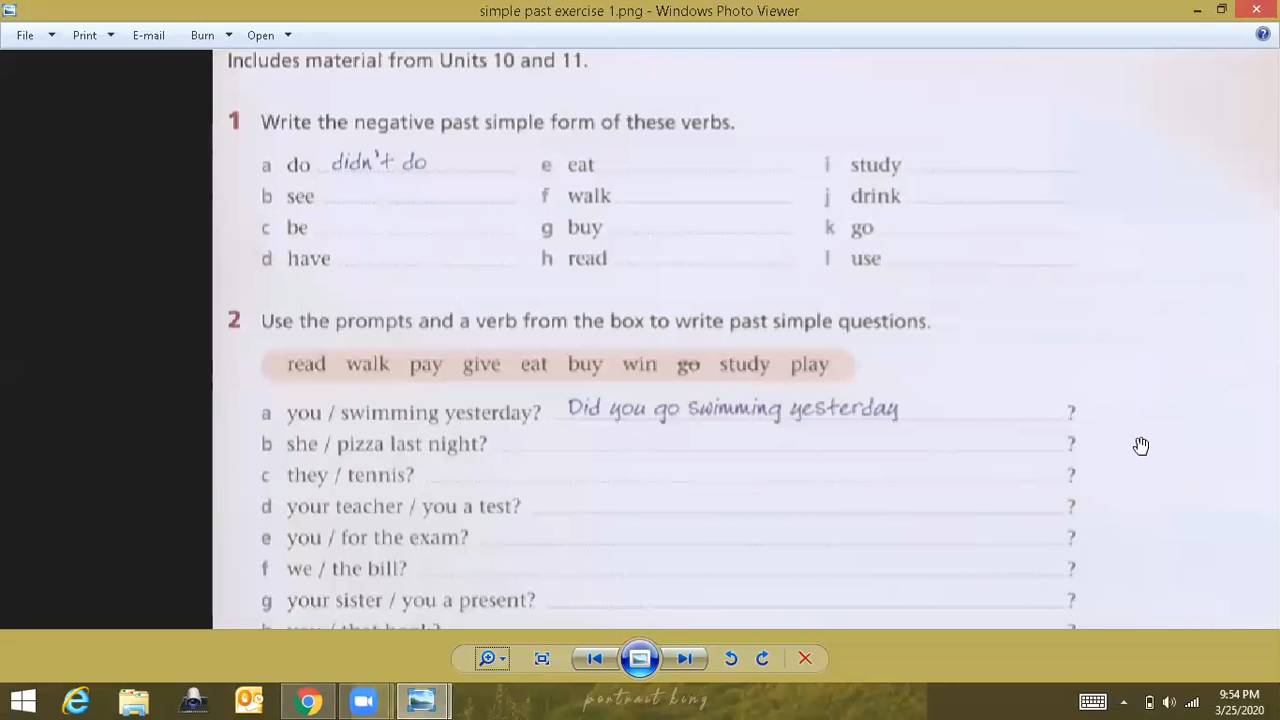 simple past exercise 1.png - Windows Photo Viewer
File Print E-mail Burn Open
Includes material from Units 10 and 11.
1 Write the negative past simple form of these verbs.
a do didn't do e eat i study
b see f walk j drink
c be g buy k go
d have h read l use
2 Use the prompts and a verb from the box to write past simple questions.
read walk pay give eat buy win go study play
a you / swimming yesterday? Did you go swimming yesterday ?
b she / pizza last night? ?
c they / tennis? ?
d your teacher / you a test? ?
e you / for the exam? ?
f we / the bill? ?
g your sister / you a present? ?
portrait king
9:54 PM
3/25/2020